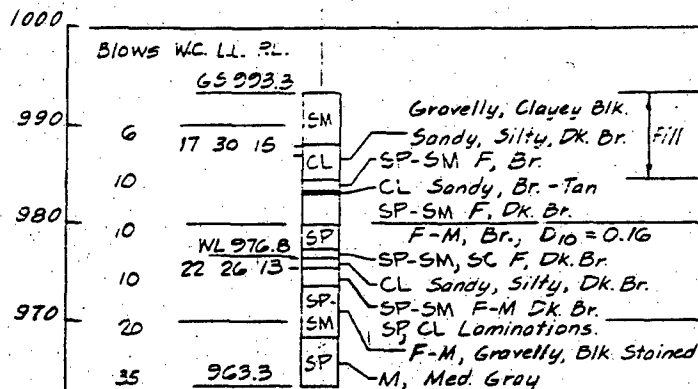 1000
Blows W.C. L.L. P.L.
GS 993.3
Gravelly, Clayey Blk.
990
SM
Fill
6
17 30 15
Sandy, Silty, Dk. Br.
CL
SP-SM F, Br.
10
CL Sandy, Br.-Tan
SP-SM F, Dk. Br.
980
10
SP
F-M, Br., D10 = 0.16
WL 976.8
SP-SM, SC F, Dk. Br.
22 26 13
CL Sandy, Silty, Dk. Br.
10
SP-SM F-M Dk. Br.
970
20
SP-SM
SP, CL Laminations.
F-M, Gravelly, Blk Stained
35
963.3
SP
M, Med. Gray